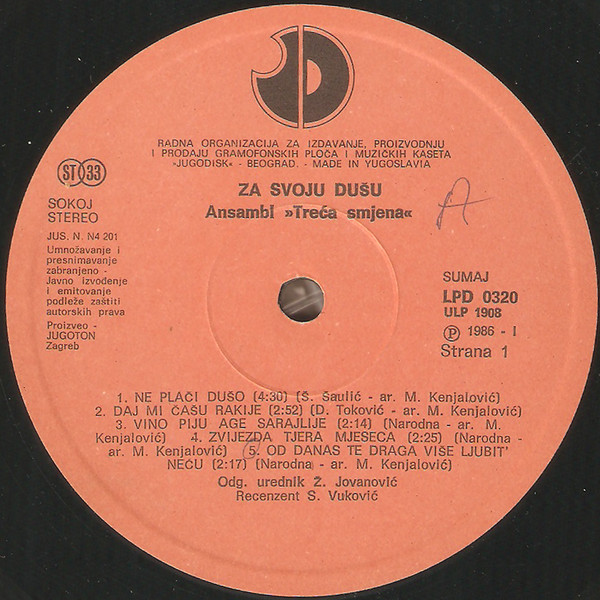 RADNA ORGANIZACIJA ZA IZDAVANJE, PROIZVODNJU
I PRODAJU GRAMOFONSKIH PLOČA I MUZIČKIH KASETA
»JUGODISK« - BEOGRAD. - MADE IN YUGOSLAVIA
ZA SVOJU DUŠU
Ansambl »Treća smjena«
A
ST 33
SOKOJ
STEREO
JUS. N. N4 201
Umnožavanje i
presnimavanje
zabranjeno -
Javno izvođenje
i emitovanje
podleže zaštiti
autorskih prava
Proizveo -
JUGOTON
Zagreb
SUMAJ
LPD 0320
ULP 1908
Ⓟ 1986 - I
Strana 1
1. NE PLAČI DUŠO (4:30) (S. Šaulić - ar. M. Kenjalović)
2. DAJ MI ČAŠU RAKIJE (2:52) (D. Toković - ar. M. Kenjalović)
3. VINO PIJU AGE SARAJLIJE (2:14) (Narodna - ar. M.
Kenjalović) 4. ZVIJEZDA TJERA MJESECA (2:25) (Narodna -
ar. M. Kenjalović) 5. OD DANAS TE DRAGA VIŠE LJUBIT'
NEĆU (2:17) (Narodna - ar. M. Kenjalović)
Odg. urednik Ž. Jovanović
Recenzent S. Vuković